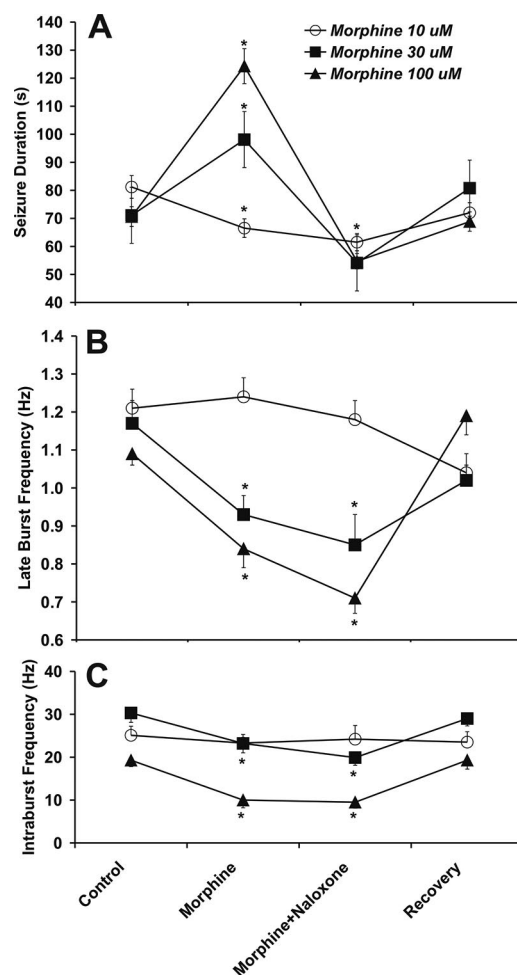 A
Morphine 10 uM
Morphine 30 uM
Morphine 100 uM
Seizure Duration (s)
140
130
120
110
100
90
80
70
60
50
40
*
*
*
*
B
Late Burst Frequency (Hz)
1.4
1.3
1.2
1.1
1.0
0.9
0.8
0.7
0.6
*
*
*
*
C
Intraburst Frequency (Hz)
40
30
20
10
0
*
*
*
*
Control
Morphine
Morphine+Naloxone
Recovery